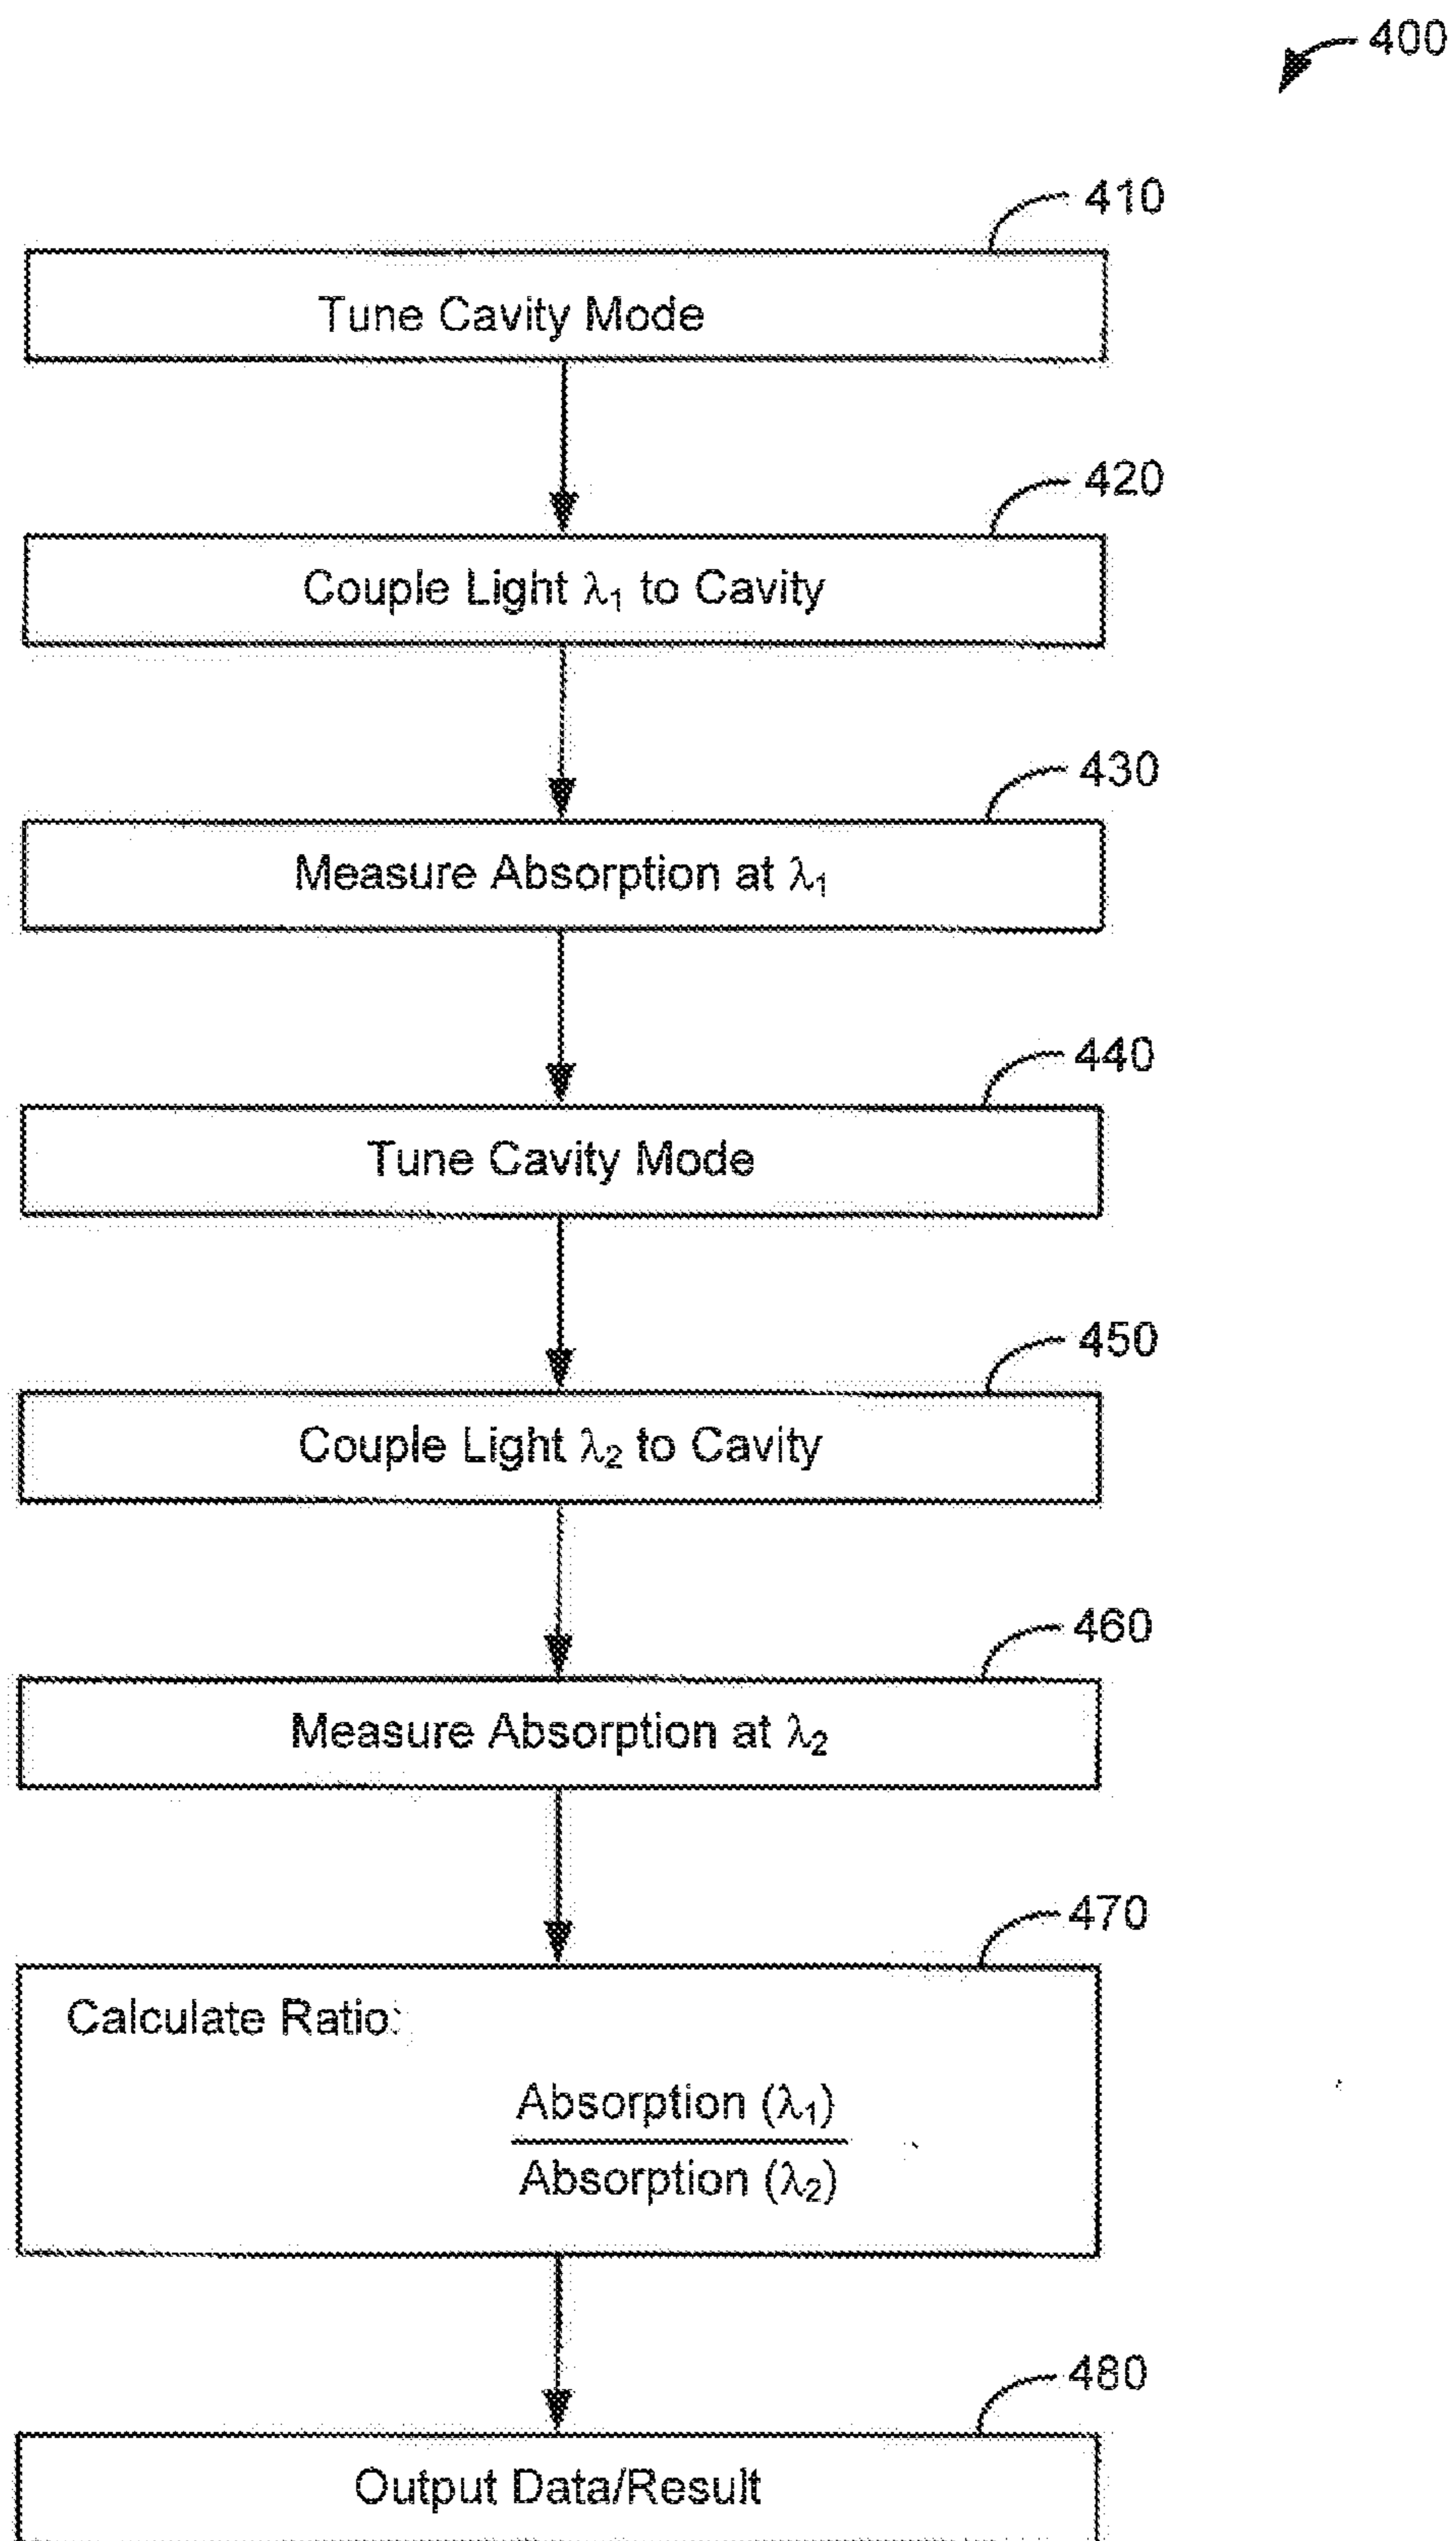 400
410
Tune Cavity Mode
420
Couple Light λ₁ to Cavity
430
Measure Absorption at λ₁
440
Tune Cavity Mode
450
Couple Light λ₂ to Cavity
460
Measure Absorption at λ₂
470
Calculate Ratio:
Absorption (λ₁)
Absorption (λ₂)
480
Output Data/Result